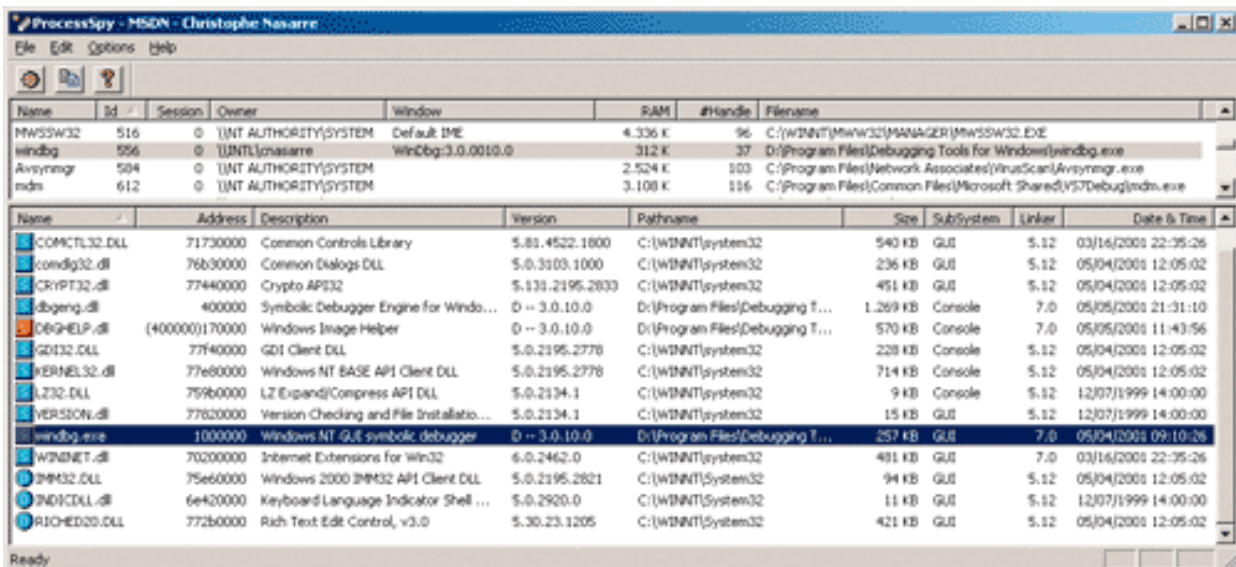 ProcessSpy - MSDN - Christophe Nasarre
File Edit Options Help
Name Id Session Owner Window RAM #Handle Filename
MWSSW32 516 0 \\NT AUTHORITY\SYSTEM Default IME 4.336 K 96 C:\WINNT\MWW32\MANAGER\MWSSW32.EXE
windbg 556 0 \\INTL\cnasarre WinDbg:3.0.0010.0 312 K 37 D:\Program Files\Debugging Tools for Windows\windbg.exe
Avsynmgr 584 0 \\NT AUTHORITY\SYSTEM 2.524 K 103 C:\Program Files\Network Associates\VirusScan\Avsynmgr.exe
mdm 612 0 \\NT AUTHORITY\SYSTEM 3.108 K 116 C:\Program Files\Common Files\Microsoft Shared\VS7Debug\mdm.exe
Name Address Description Version Pathname Size SubSystem Linker Date & Time
COMCTL32.DLL 71730000 Common Controls Library 5.81.4522.1800 C:\WINNT\system32 540 KB GUI 5.12 03/16/2001 22:35:26
comdlg32.dll 76b30000 Common Dialogs DLL 5.0.3103.1000 C:\WINNT\system32 236 KB GUI 5.12 05/04/2001 12:05:02
CRYPT32.dll 77440000 Crypto API32 5.131.2195.2833 C:\WINNT\system32 451 KB GUI 5.12 05/04/2001 12:05:02
dbgeng.dll 400000 Symbolic Debugger Engine for Windo... D -- 3.0.10.0 D:\Program Files\Debugging T... 1.269 KB Console 7.0 05/05/2001 21:31:10
DBGHELP.dll (400000)170000 Windows Image Helper D -- 3.0.10.0 D:\Program Files\Debugging T... 570 KB Console 7.0 05/05/2001 11:43:56
GDI32.DLL 77f40000 GDI Client DLL 5.0.2195.2778 C:\WINNT\system32 228 KB Console 5.12 05/04/2001 12:05:02
KERNEL32.dll 77e80000 Windows NT BASE API Client DLL 5.0.2195.2778 C:\WINNT\system32 714 KB Console 5.12 05/04/2001 12:05:02
LZ32.DLL 759b0000 LZ Expand/Compress API DLL 5.0.2134.1 C:\WINNT\system32 9 KB Console 5.12 12/07/1999 14:00:00
VERSION.dll 77820000 Version Checking and File Installatio... 5.0.2134.1 C:\WINNT\system32 15 KB GUI 5.12 12/07/1999 14:00:00
windbg.exe 1000000 Windows NT GUI symbolic debugger D -- 3.0.10.0 D:\Program Files\Debugging T... 257 KB GUI 7.0 05/04/2001 09:10:26
WININET.dll 70200000 Internet Extensions for Win32 6.0.2462.0 C:\WINNT\system32 481 KB GUI 7.0 03/16/2001 22:35:26
IMM32.DLL 75e60000 Windows 2000 IMM32 API Client DLL 5.0.2195.2821 C:\WINNT\System32 94 KB GUI 5.12 05/04/2001 12:05:02
INDICDLL.dll 6e420000 Keyboard Language Indicator Shell ... 5.0.2920.0 C:\WINNT\System32 11 KB GUI 5.12 12/07/1999 14:00:00
RICHED20.DLL 772b0000 Rich Text Edit Control, v3.0 5.30.23.1205 C:\WINNT\System32 421 KB GUI 5.12 05/04/2001 12:05:02
Ready